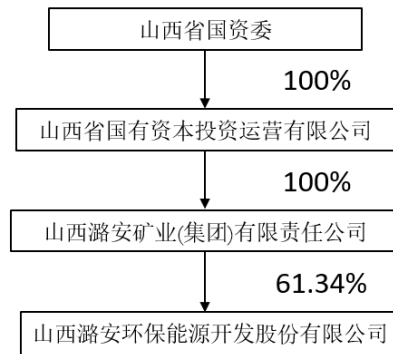 山西省国资委
100%
山西省国有资本投资运营有限公司
100%
山西潞安矿业(集团)有限责任公司
61.34%
山西潞安环保能源开发股份有限公司